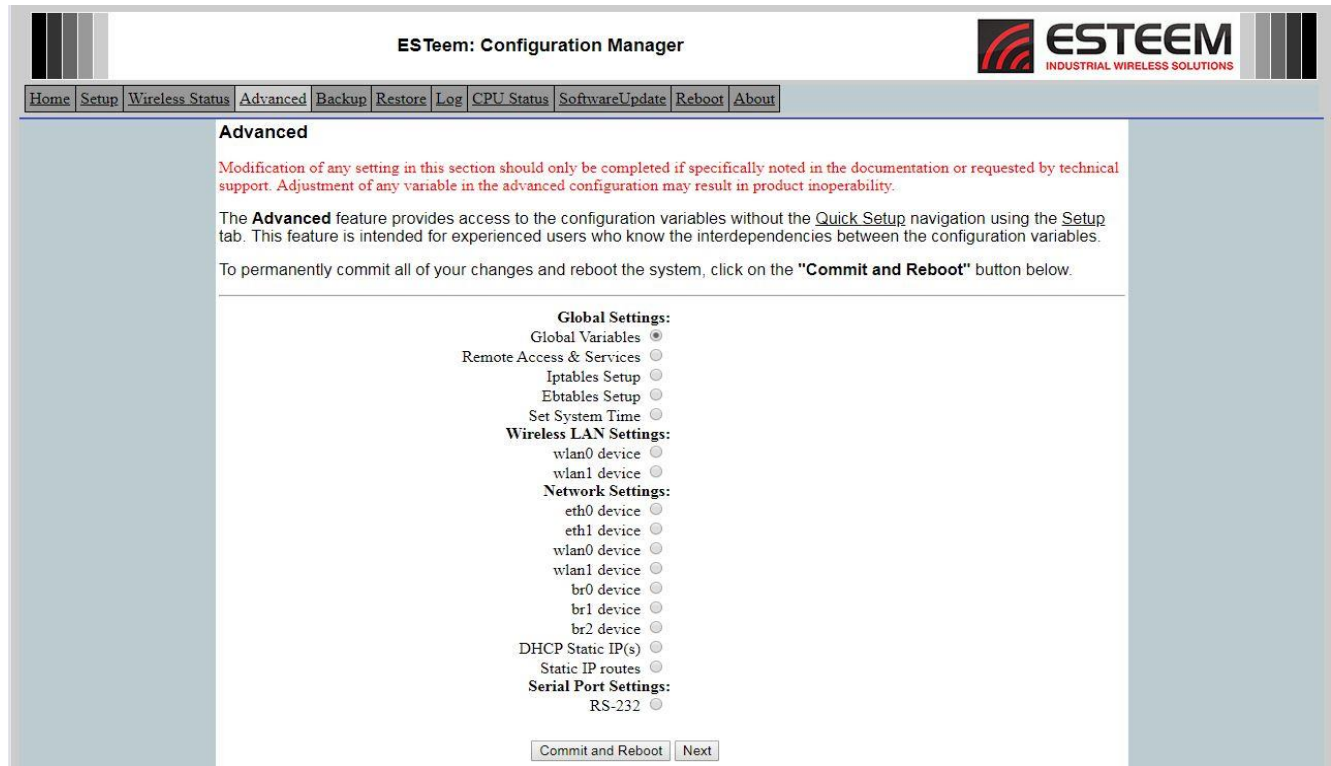 ESTeem: Configuration Manager
ESTEEM
INDUSTRIAL WIRELESS SOLUTIONS
Home Setup Wireless Status Advanced Backup Restore Log CPU Status SoftwareUpdate Reboot About
Advanced
Modification of any setting in this section should only be completed if specifically noted in the documentation or requested by technical
support. Adjustment of any variable in the advanced configuration may result in product inoperability.
The Advanced feature provides access to the configuration variables without the Quick Setup navigation using the Setup
tab. This feature is intended for experienced users who know the interdependencies between the configuration variables.
To permanently commit all of your changes and reboot the system, click on the "Commit and Reboot" button below.
Global Settings:
Global Variables
Remote Access & Services
Iptables Setup
Ebtables Setup
Set System Time
Wireless LAN Settings:
wlan0 device
wlan1 device
Network Settings:
eth0 device
eth1 device
wlan0 device
wlan1 device
br0 device
br1 device
br2 device
DHCP Static IP(s)
Static IP routes
Serial Port Settings:
RS-232
Commit and Reboot Next